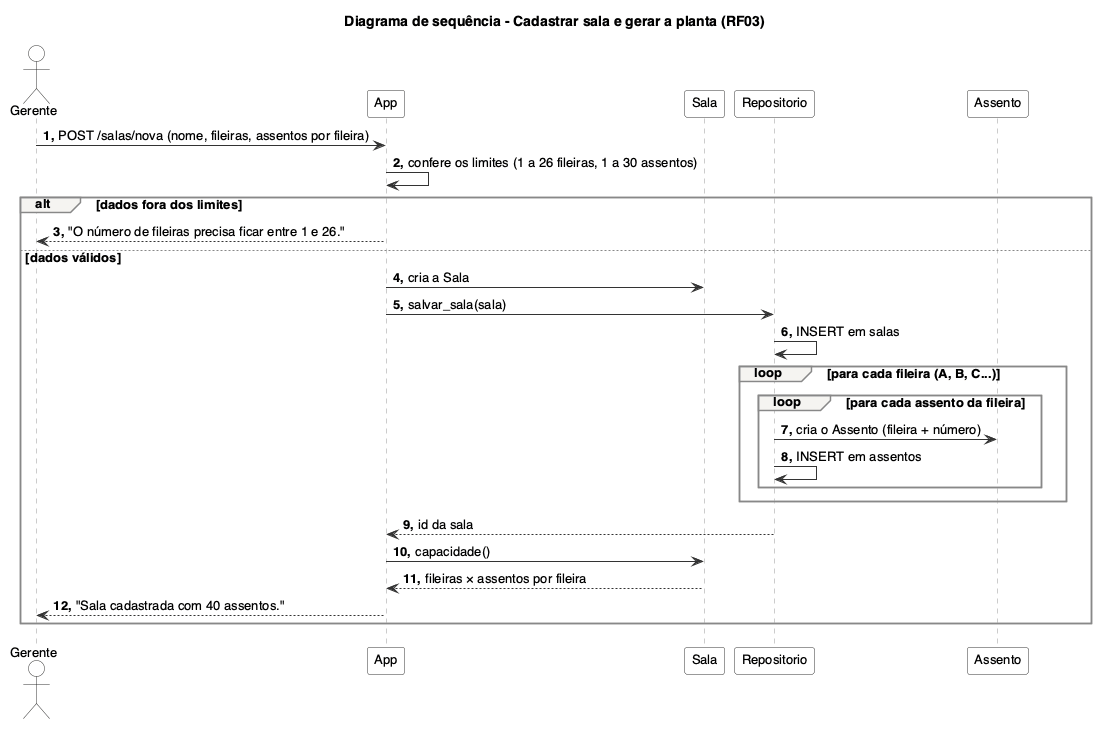 Diagrama de sequência - Cadastrar sala e gerar a planta (RF03)
Gerente
App
Sala
Repositorio
Assento
1, POST /salas/nova (nome, fileiras, assentos por fileira)
2, confere os limites (1 a 26 fileiras, 1 a 30 assentos)
alt
[dados fora dos limites]
3, "O número de fileiras precisa ficar entre 1 e 26."
[dados válidos]
4, cria a Sala
5, salvar_sala(sala)
6, INSERT em salas
loop
[para cada fileira (A, B, C...)]
loop
[para cada assento da fileira]
7, cria o Assento (fileira + número)
8, INSERT em assentos
9, id da sala
10, capacidade()
11, fileiras × assentos por fileira
12, "Sala cadastrada com 40 assentos."
Gerente
App
Sala
Repositorio
Assento